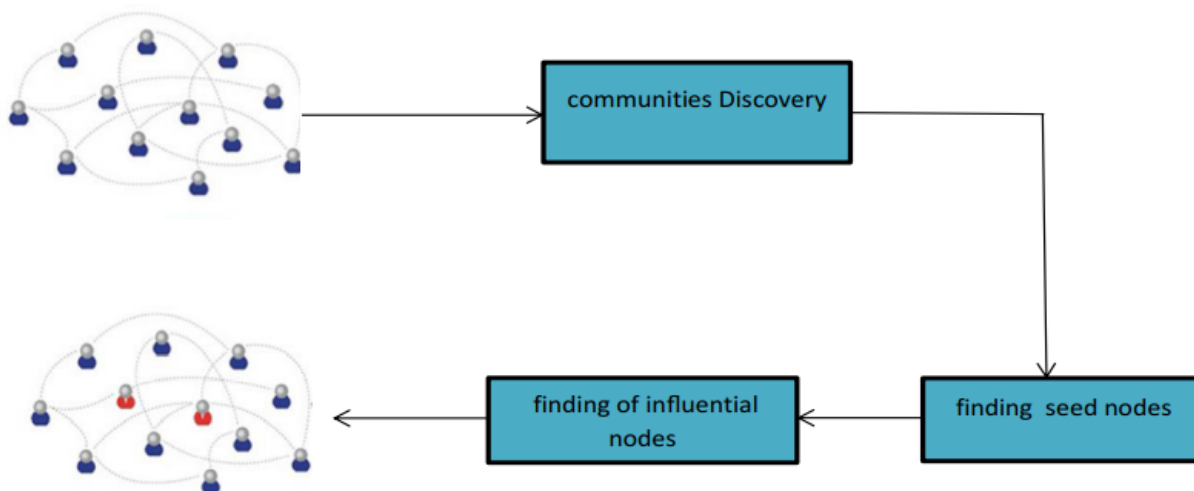 communities Discovery
finding seed nodes
finding of influential
nodes